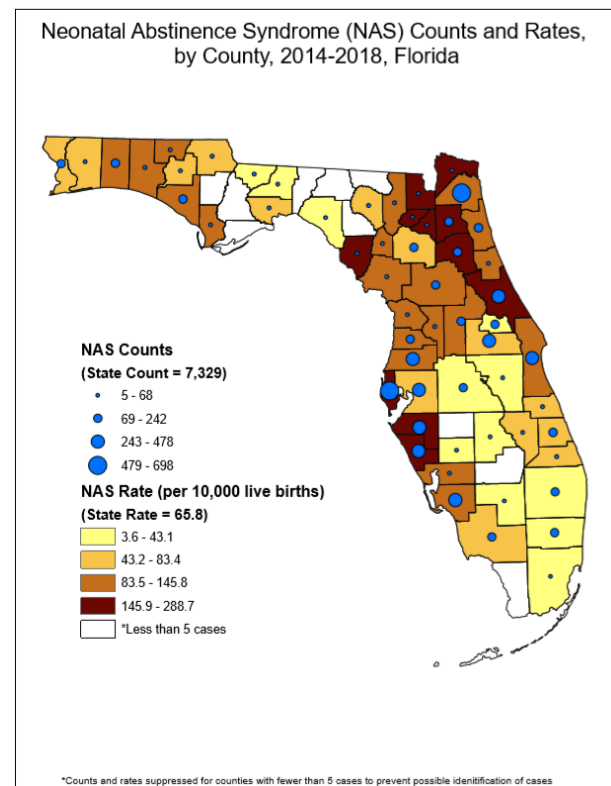 Neonatal Abstinence Syndrome (NAS) Counts and Rates,
by County, 2014-2018, Florida
NAS Counts
(State Count = 7,329)
5 - 68
69 - 242
243 - 478
479 - 698
NAS Rate (per 10,000 live births)
(State Rate = 65.8)
3.6 - 43.1
43.2 - 83.4
83.5 - 145.8
145.9 - 288.7
*Less than 5 cases
*Counts and rates suppressed for counties with fewer than 5 cases to prevent possible idenitification of cases